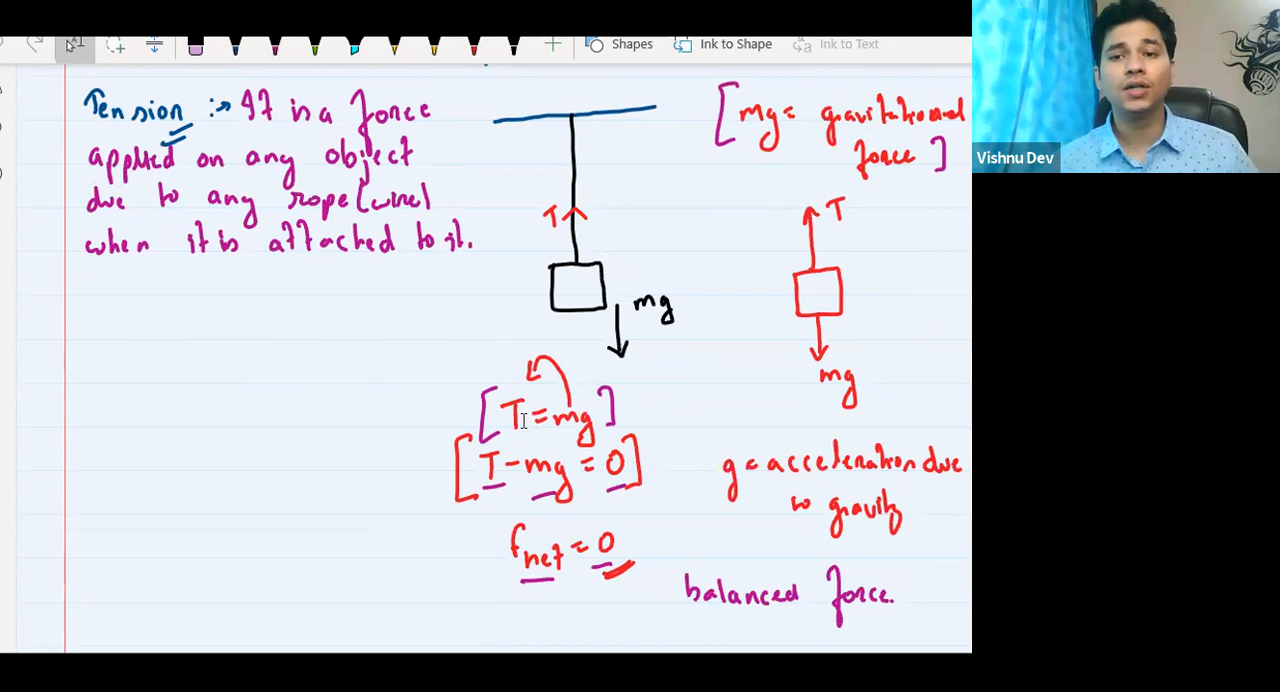 Shapes
Ink to Shape
Ink to Text
Tension :→ It is a force
applied on any object
due to any rope (wire)
when it is attached to it.
T
mg
[T = mg]
[T - mg = 0]
fnet = 0
[mg = gravitational
force]
T
mg
g = acceleration due
to gravity
balanced force.
Vishnu Dev